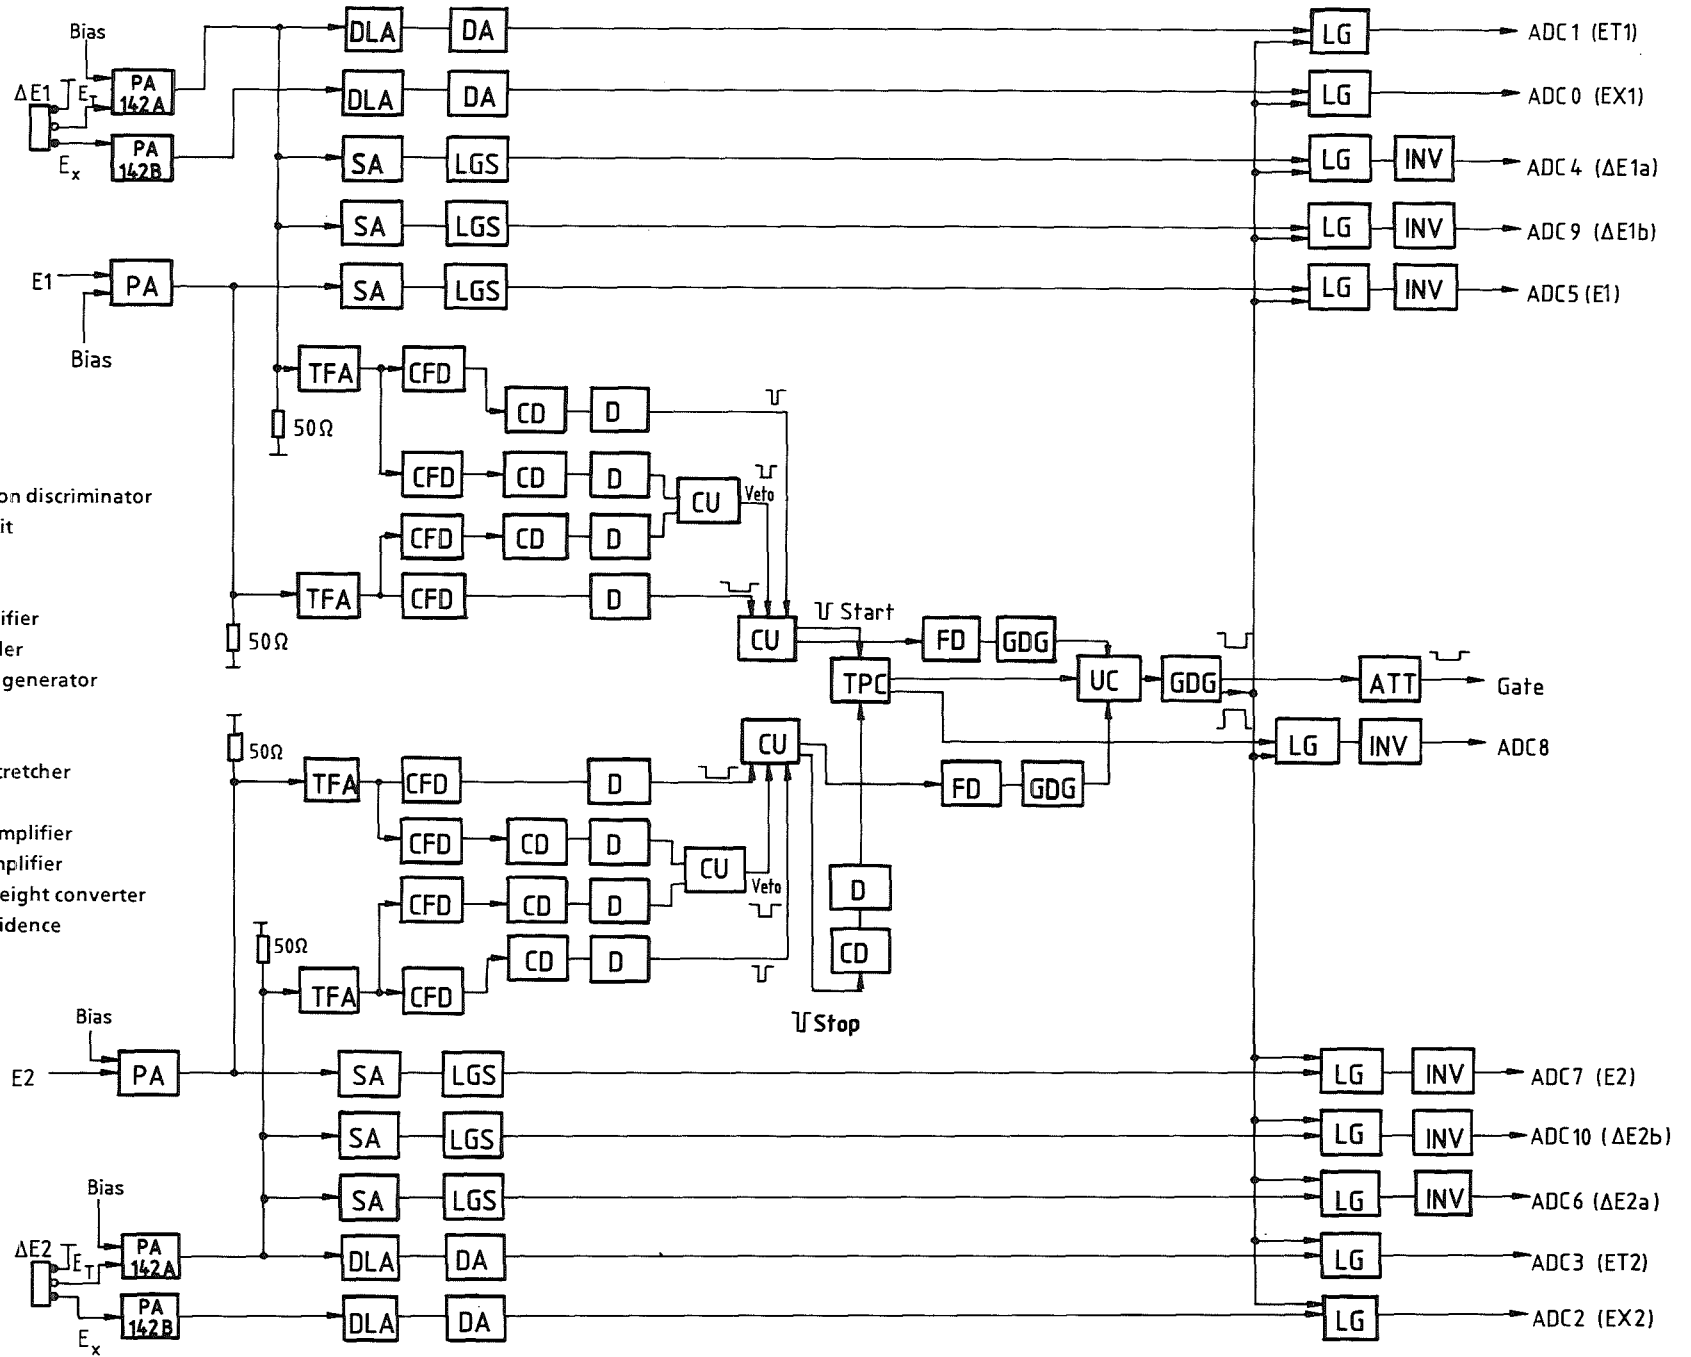 Bias
ΔE1
E_T
PA 142A
DLA
DA
LG
ADC1 (ET1)
E_x
PA 142B
DLA
DA
LG
ADC0 (EX1)
SA
LGS
LG
INV
ADC4 (ΔE1a)
SA
LGS
LG
INV
ADC9 (ΔE1b)
E1
PA
SA
LGS
LG
INV
ADC5 (E1)
Bias
TFA
CFD
CD
D
50Ω
CFD
CD
D
CU
Veto
CFD
CD
D
TFA
CFD
D
50Ω
CU
Start
FD
GDG
TPC
UC
GDG
ATT
Gate
LG
INV
ADC8
on discriminator
it
ifier
ler
generator
tretcher
mplifier
nplifier
eight converter
idence
50Ω
CU
TFA
CFD
D
FD
GDG
CFD
CD
D
CU
Veto
CFD
CD
D
D
50Ω
CD
D
CD
TFA
CFD
Stop
Bias
E2
PA
SA
LGS
LG
INV
ADC7 (E2)
SA
LGS
LG
INV
ADC10 (ΔE2b)
Bias
SA
LGS
LG
INV
ADC6 (ΔE2a)
ΔE2
E_T
PA 142A
DLA
DA
LG
ADC3 (ET2)
E_x
PA 142B
DLA
DA
LG
ADC2 (EX2)